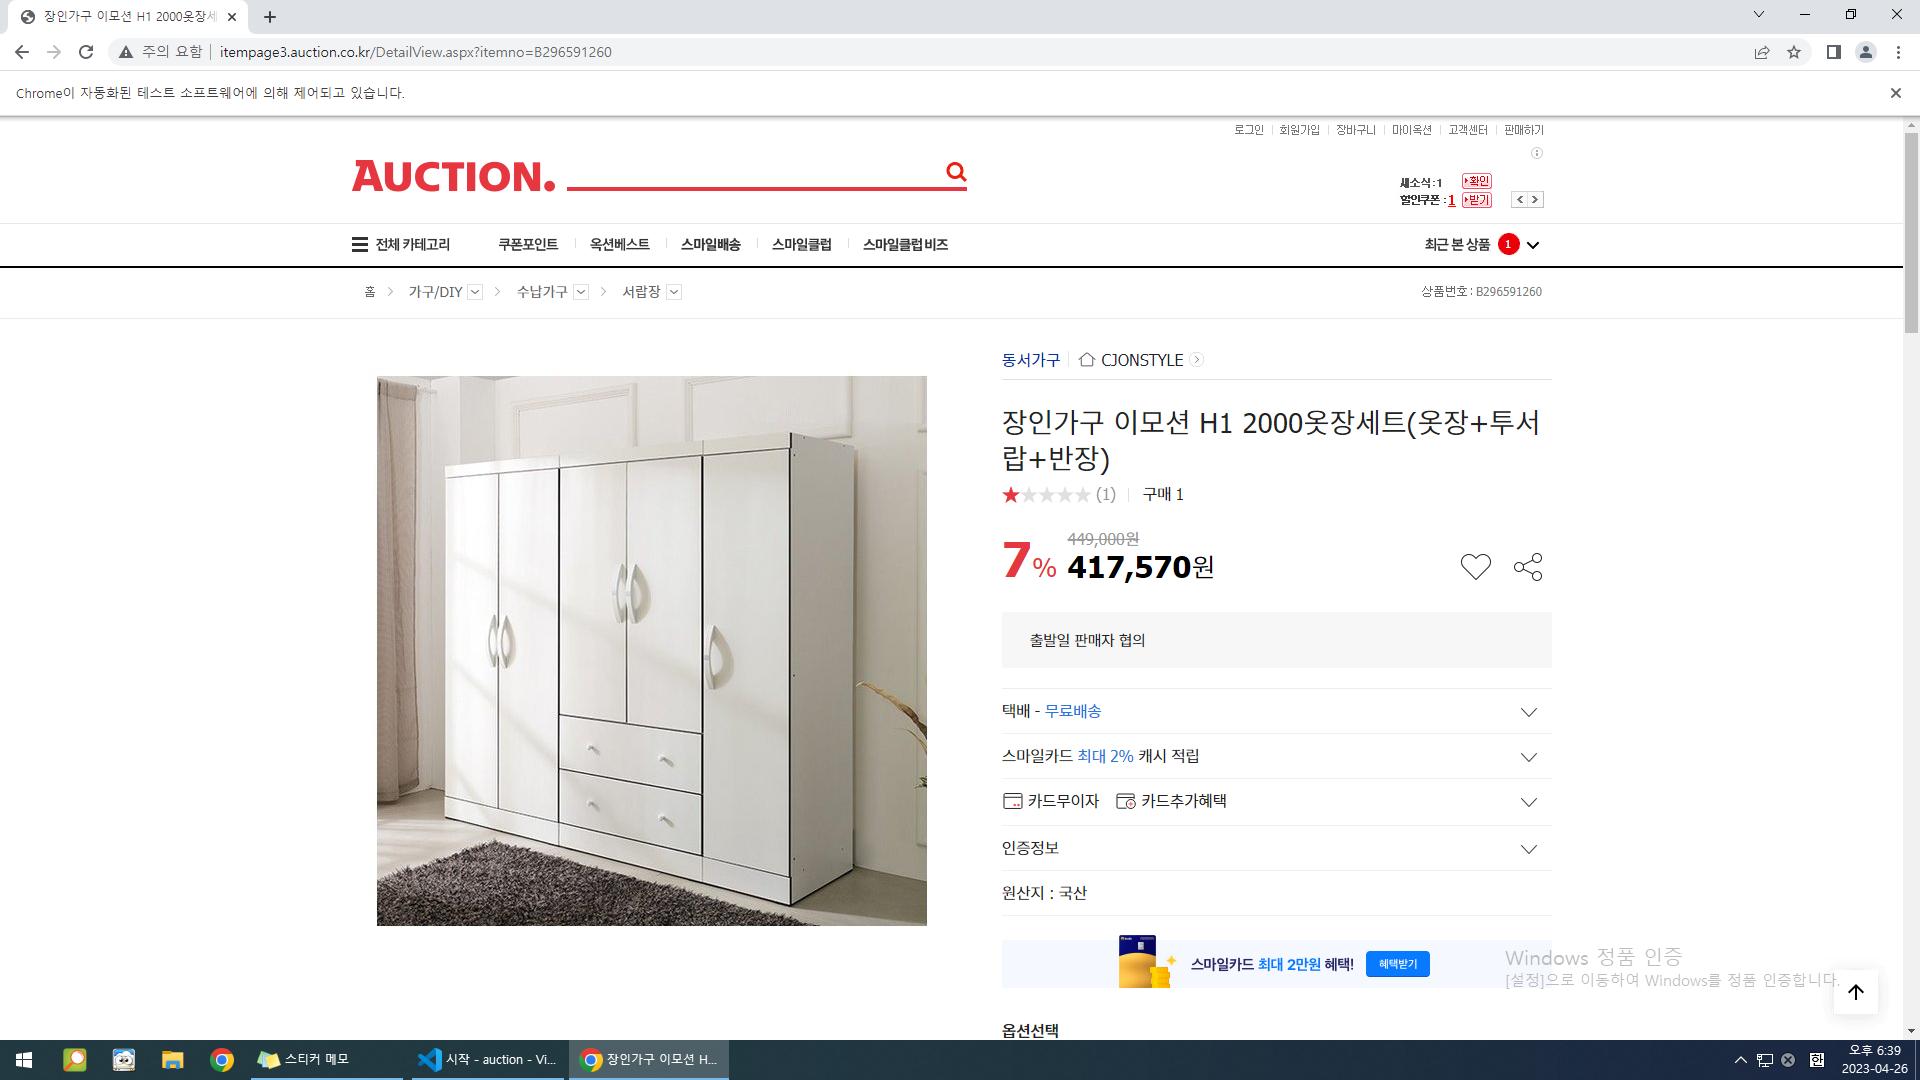 장인가구 이모션 H1 2000옷장세
주의 요함 itempage3.auction.co.kr/DetailView.aspx?itemno=B296591260
Chrome이 자동화된 테스트 소프트웨어에 의해 제어되고 있습니다.
로그인 회원가입 장바구니 마이옥션 고객센터 판매하기
AUCTION.
새소식 : 1 확인
할인쿠폰 : 1 받기
전체 카테고리 쿠폰포인트 옥션베스트 스마일배송 스마일클럽 스마일클럽 비즈 최근 본 상품 1
홈 가구/DIY 수납가구 서랍장 상품번호 : B296591260
동서가구 CJONSTYLE
장인가구 이모션 H1 2000옷장세트(옷장+투서
랍+반장)
(1) 구매 1
449,000원
7% 417,570원
출발일 판매자 협의
택배 - 무료배송
스마일카드 최대 2% 캐시 적립
카드무이자 카드추가혜택
인증정보
원산지 : 국산
스마일카드 최대 2만원 혜택! 혜택받기
Windows 정품 인증
[설정]으로 이동하여 Windows를 정품 인증합니다.
옵션선택
스티커 메모 시작 - auction - Vi... 장인가구 이모션 H... 한 오후 6:39
2023-04-26